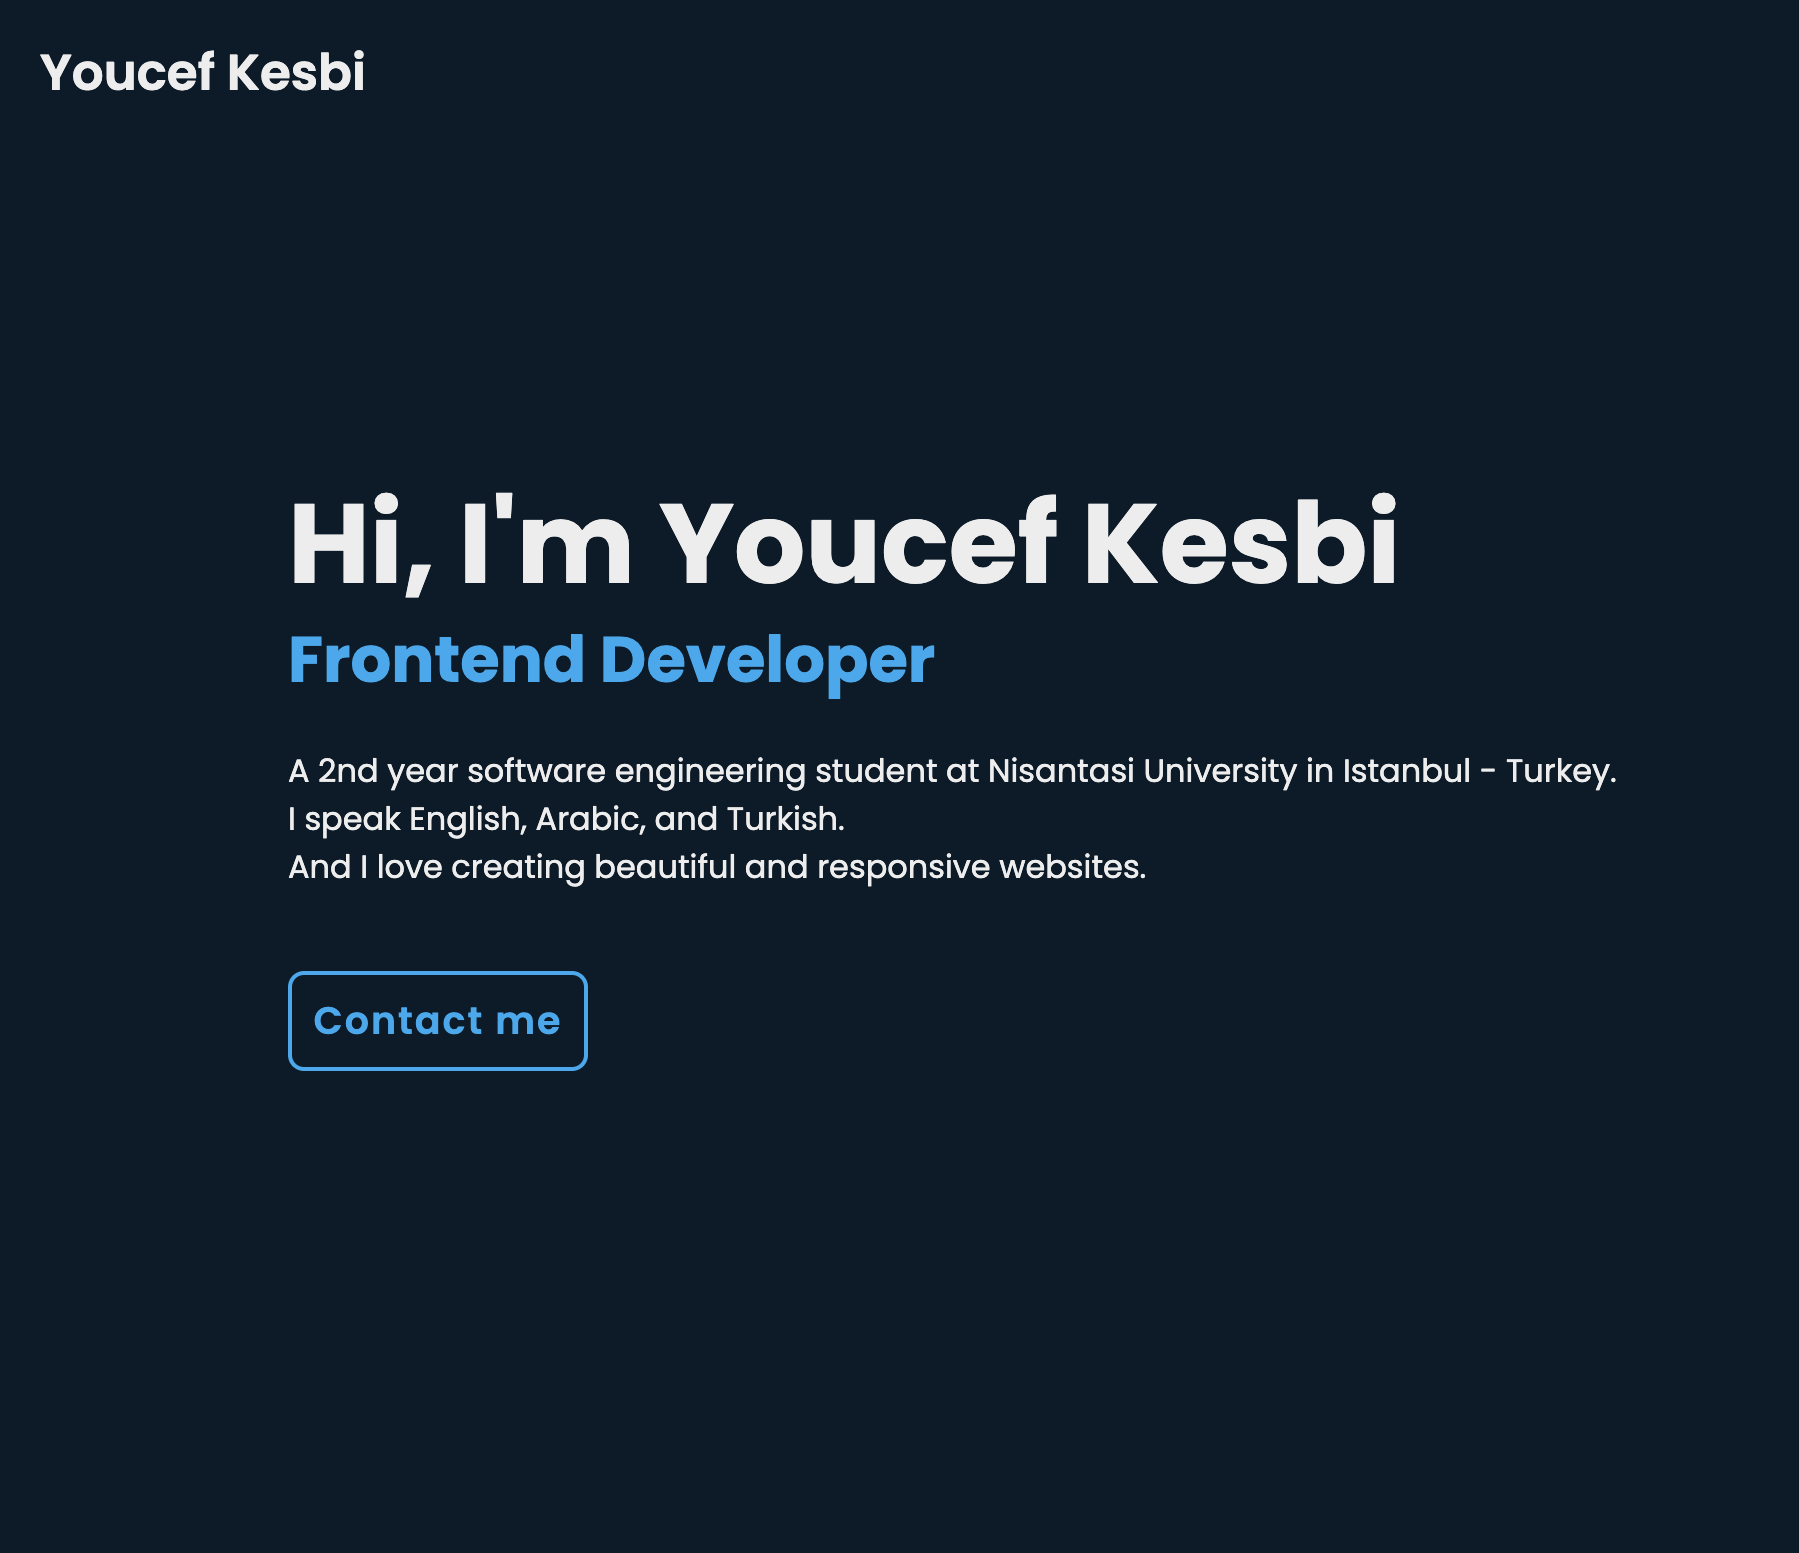 Youcef Kesbi
Hi, I'm Youcef Kesbi
Frontend Developer
A 2nd year software engineering student at Nisantasi University in Istanbul - Turkey.
I speak English, Arabic, and Turkish.
And I love creating beautiful and responsive websites.
Contact me